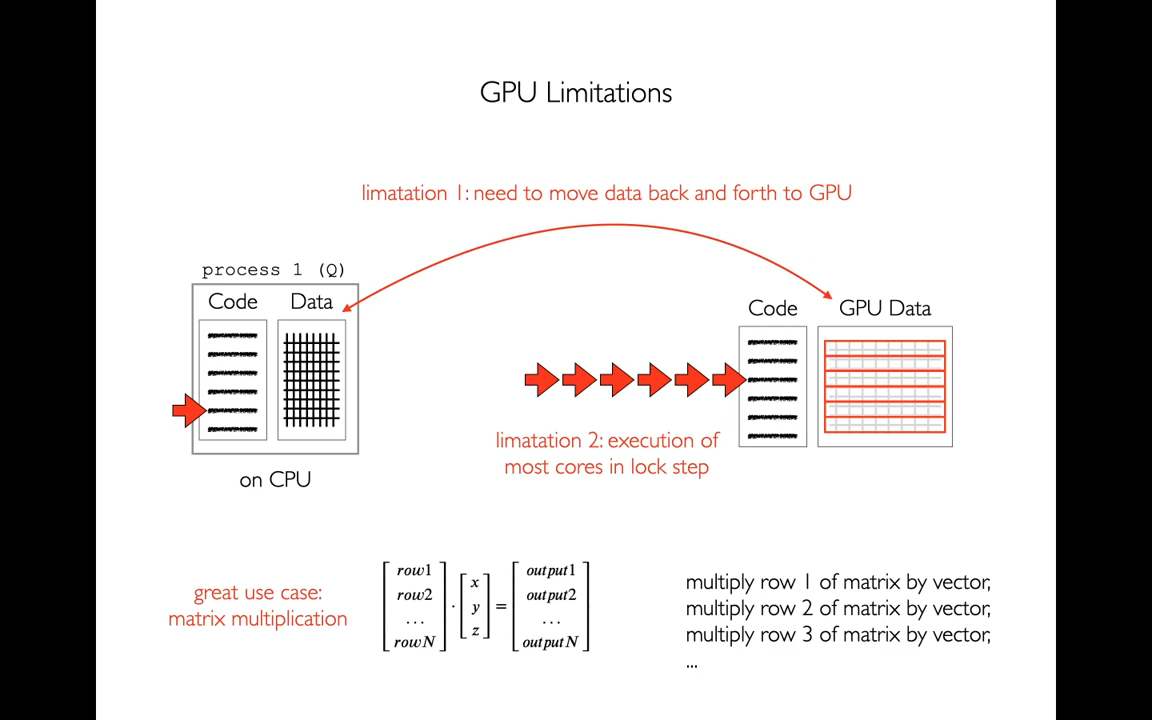 GPU Limitations
limatation 1: need to move data back and forth to GPU
process 1 (Q)
Code Data
on CPU
Code GPU Data
limatation 2: execution of
most cores in lock step
great use case:
matrix multiplication
row1
row2
...
rowN
·
x
y
z
=
output1
output2
...
outputN
multiply row 1 of matrix by vector,
multiply row 2 of matrix by vector,
multiply row 3 of matrix by vector,
...